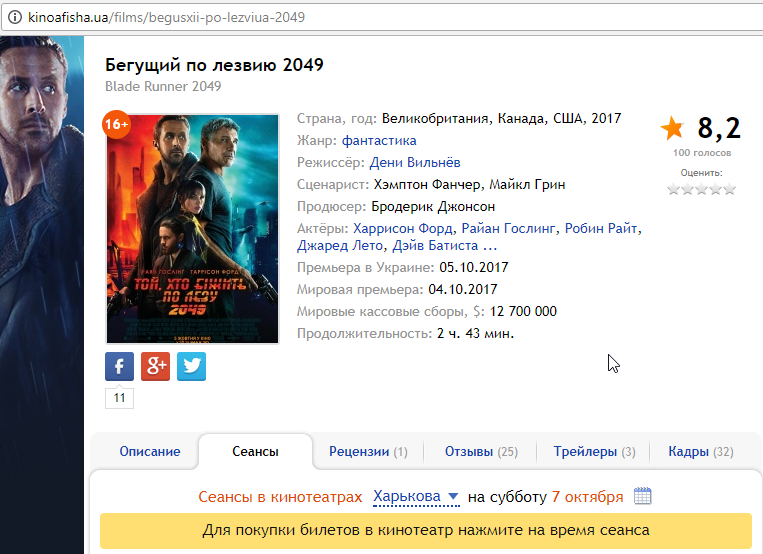 kinoafisha.ua/films/begusxii-po-lezviua-2049
Бегущий по лезвию 2049
Blade Runner 2049
16+
Страна, год: Великобритания, Канада, США, 2017
Жанр: фантастика
Режиссёр: Дени Вильнёв
Сценарист: Хэмптон Фанчер, Майкл Грин
Продюсер: Бродерик Джонсон
Актёры: Харрисон Форд, Райан Гослинг, Робин Райт,
Джаред Лето, Дэйв Батиста ...
Премьера в Украине: 05.10.2017
Мировая премьера: 04.10.2017
Мировые кассовые сборы, $: 12 700 000
Продолжительность: 2 ч. 43 мин.
8,2
100 голосов
Оценить:
РАЯН ГОСЛІНГ ГАРРІСОН ФОРД
ТОЙ, ХТО БІЖИТЬ
ПО ЛЕЗУ
2049
f
g+
11
Описание
Сеансы
Рецензии (1)
Отзывы (25)
Трейлеры (3)
Кадры (32)
Сеансы в кинотеатрах Харькова на субботу 7 октября
Для покупки билетов в кинотеатр нажмите на время сеанса